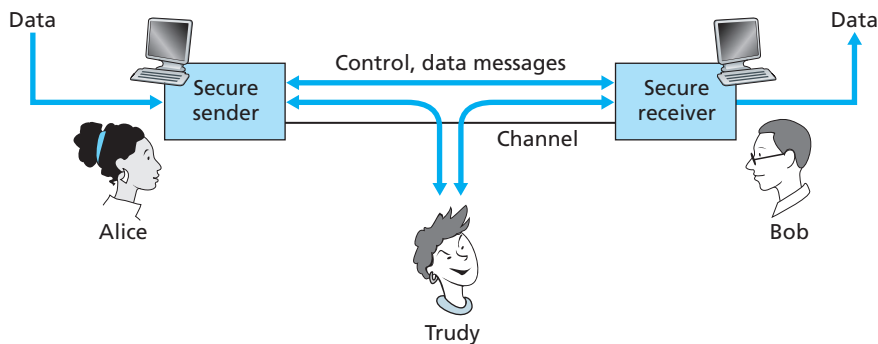 Data
Data
Control, data messages
Secure
sender
Secure
receiver
Channel
Alice
Bob
Trudy